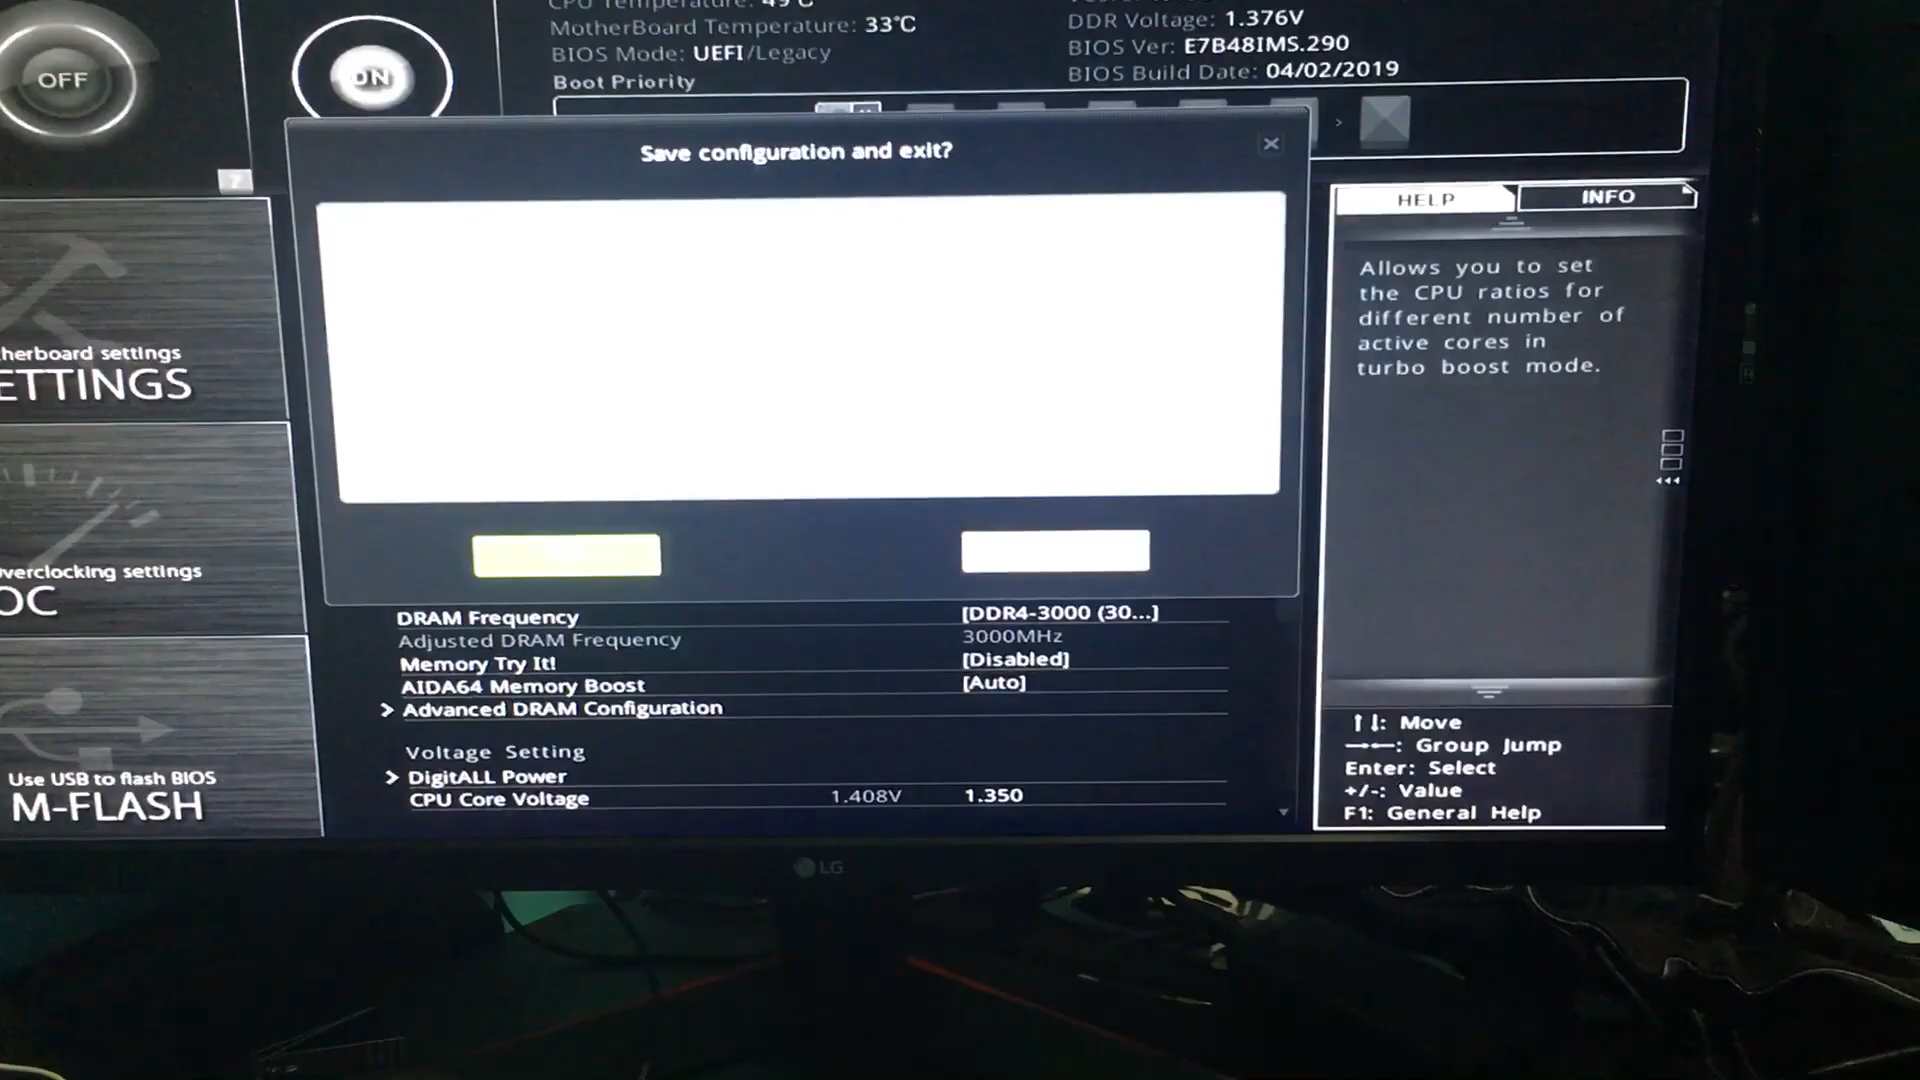 CPU Temperature: 49°C
MotherBoard Temperature: 33°C
BIOS Mode: UEFI/Legacy
Boot Priority
DDR Voltage: 1.376V
BIOS Ver: E7B48IMS.290
BIOS Build Date: 04/02/2019
OFF
ON
7
Save configuration and exit?
HELP
INFO
Allows you to set
the CPU ratios for
different number of
active cores in
turbo boost mode.
herboard settings
ETTINGS
verclocking settings
OC
Use USB to flash BIOS
M-FLASH
DRAM Frequency [DDR4-3000 (30...]
Adjusted DRAM Frequency 3000MHz
Memory Try It! [Disabled]
AIDA64 Memory Boost [Auto]
> Advanced DRAM Configuration
Voltage Setting
> DigitALL Power
CPU Core Voltage 1.408V 1.350
↑↓: Move
→←: Group Jump
Enter: Select
+/-: Value
F1: General Help
LG